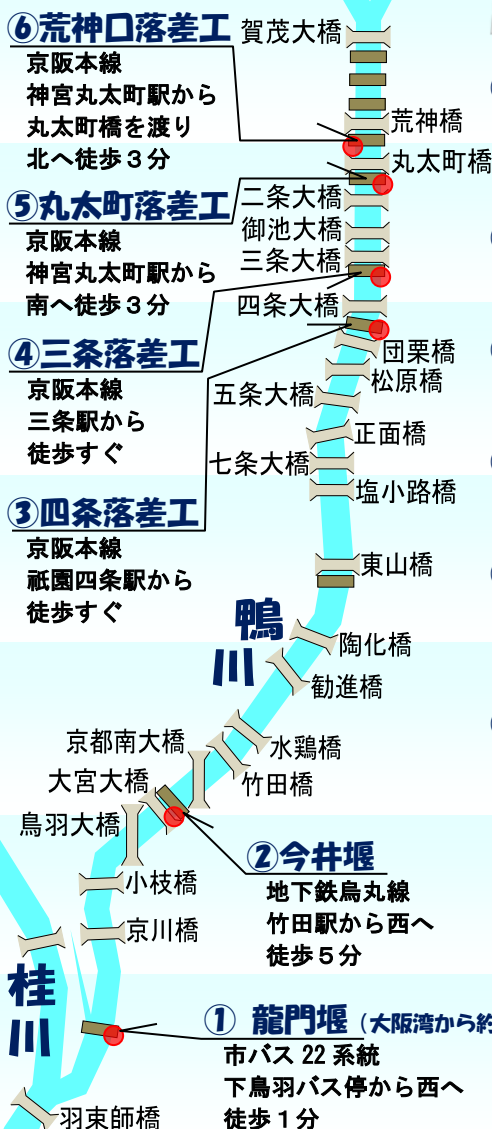 ⑥荒神口落差工
京阪本線
神宮丸太町駅から
丸太町橋を渡り
北へ徒歩３分
賀茂大橋
荒神橋
丸太町橋
⑤丸太町落差工
京阪本線
神宮丸太町駅から
南へ徒歩３分
二条大橋
御池大橋
三条大橋
四条大橋
④三条落差工
京阪本線
三条駅から
徒歩すぐ
団栗橋
松原橋
五条大橋
正面橋
七条大橋
塩小路橋
③四条落差工
京阪本線
祇園四条駅から
徒歩すぐ
東山橋
鴨川
陶化橋
勧進橋
水鶏橋
竹田橋
京都南大橋
大宮大橋
鳥羽大橋
小枝橋
京川橋
②今井堰
地下鉄烏丸線
竹田駅から西へ
徒歩５分
桂川
① 龍門堰（大阪湾から約
市バス 22 系統
下鳥羽バス停から西へ
徒歩１分
羽束師橋